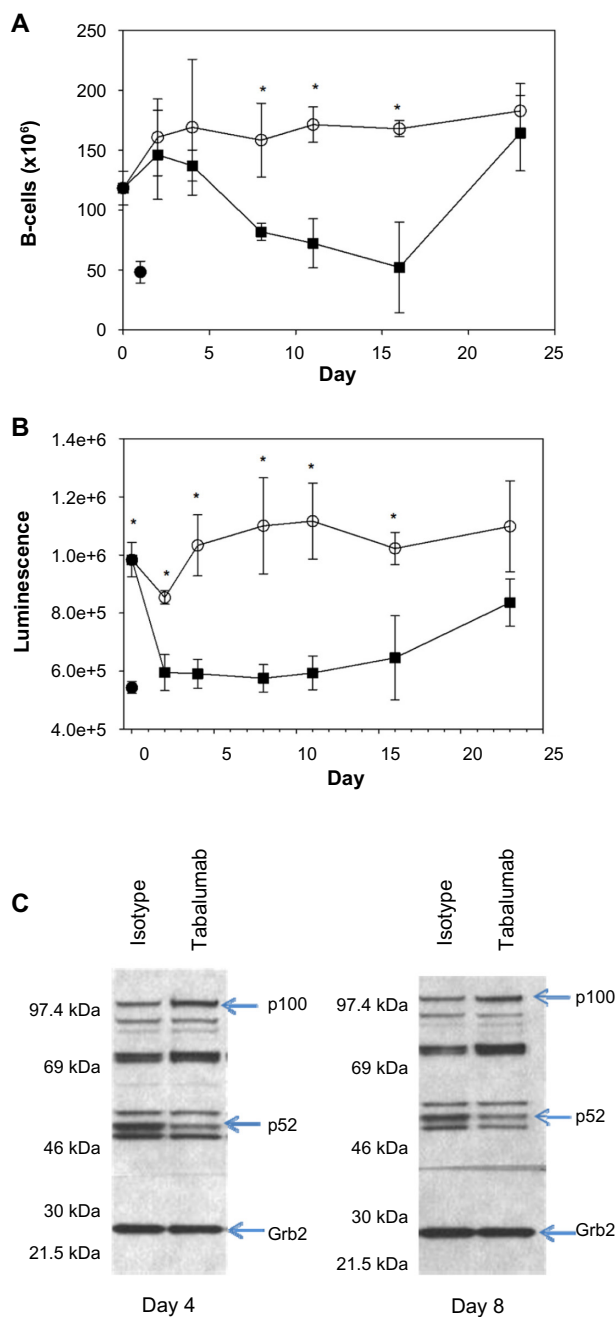 A
250
200
150
100
50
0
B-cells (x10⁶)
* * *
0 5 10 15 20 25
Day
B
1.4e+6
1.2e+6
1.0e+6
8.0e+5
6.0e+5
4.0e+5
Luminescence
* * * * * *
0 5 10 15 20 25
Day
C
Isotype Tabalumab
97.4 kDa
69 kDa
46 kDa
30 kDa
21.5 kDa
p100
p52
Grb2
Day 4
Isotype Tabalumab
97.4 kDa
69 kDa
46 kDa
30 kDa
21.5 kDa
p100
p52
Grb2
Day 8